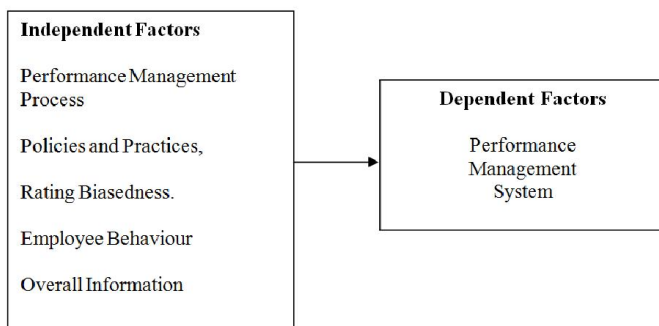 Independent Factors
Performance Management
Process
Policies and Practices,
Rating Biasedness.
Employee Behaviour
Overall Information
Dependent Factors
Performance
Management
System